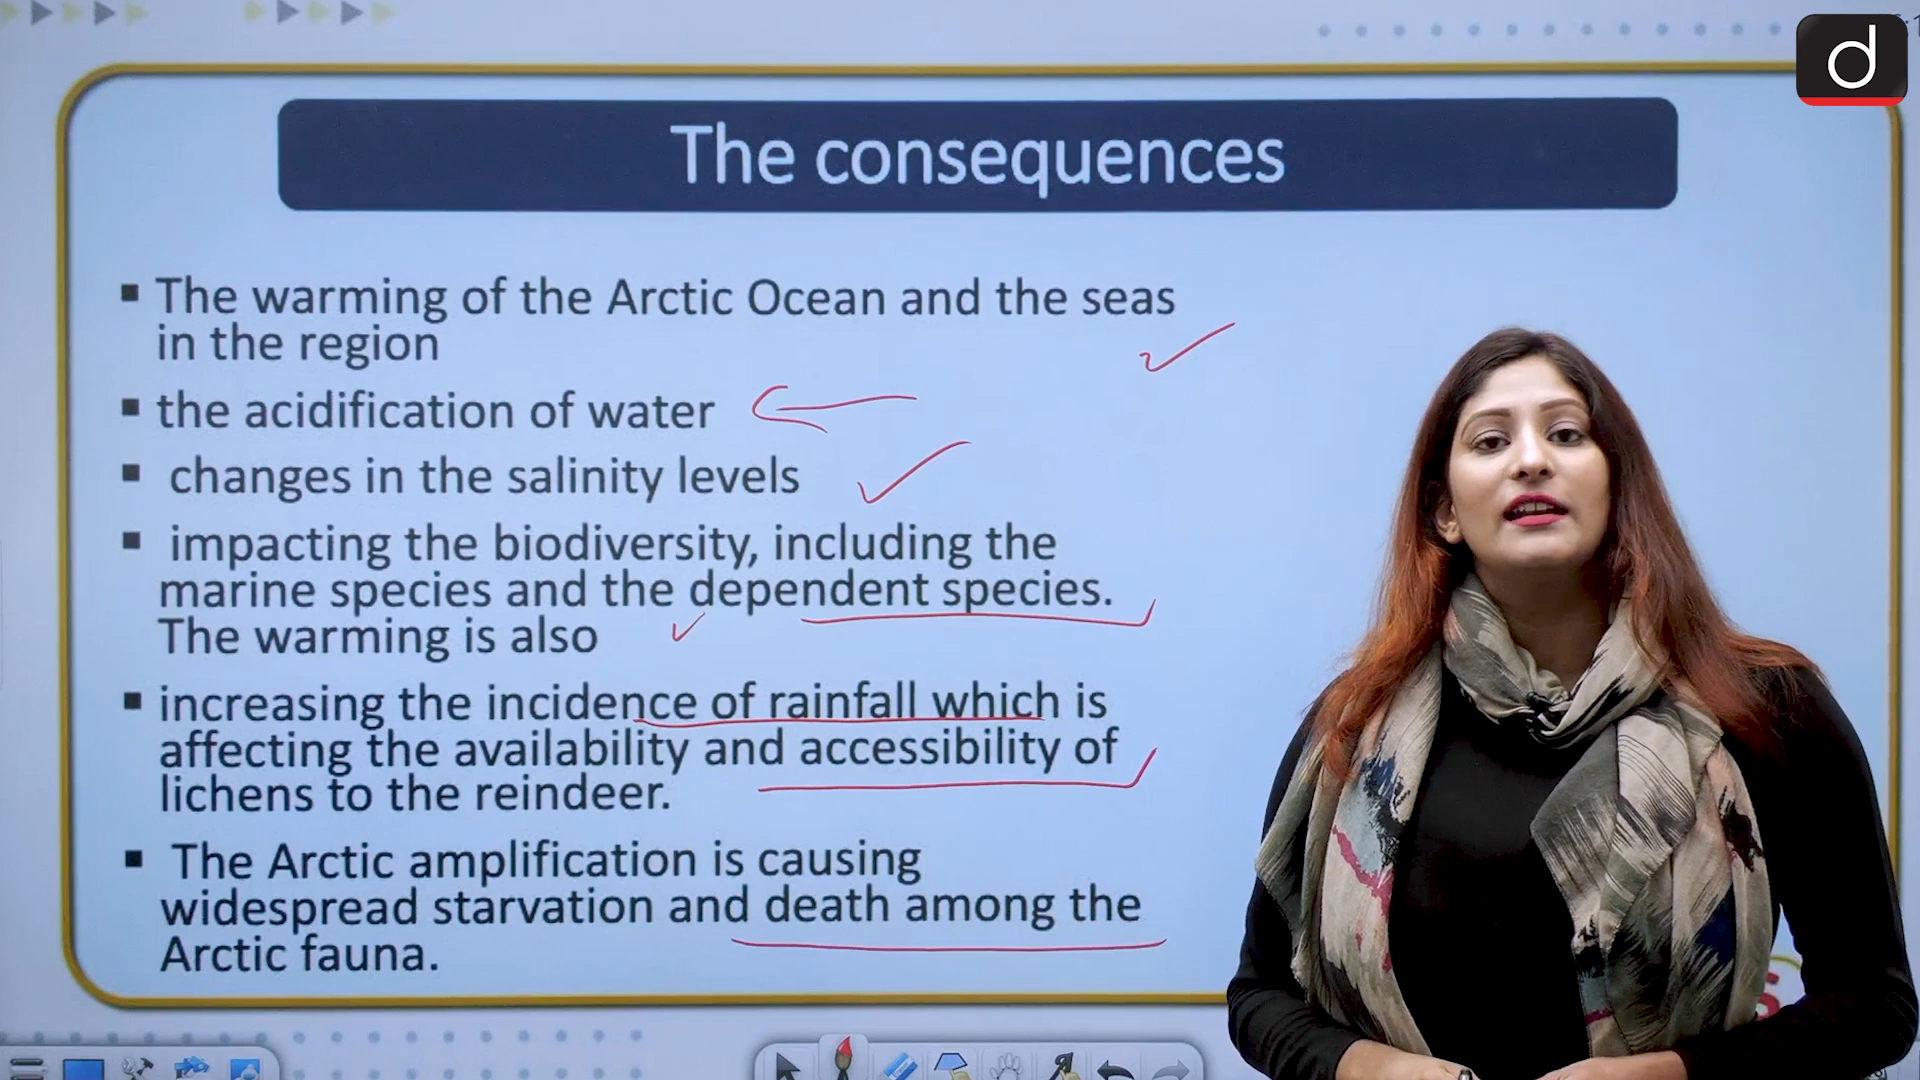 d
The consequences
▪ The warming of the Arctic Ocean and the seas
in the region
▪ the acidification of water
▪ changes in the salinity levels
▪ impacting the biodiversity, including the
marine species and the dependent species.
The warming is also
▪ increasing the incidence of rainfall which is
affecting the availability and accessibility of
lichens to the reindeer.
▪ The Arctic amplification is causing
widespread starvation and death among the
Arctic fauna.